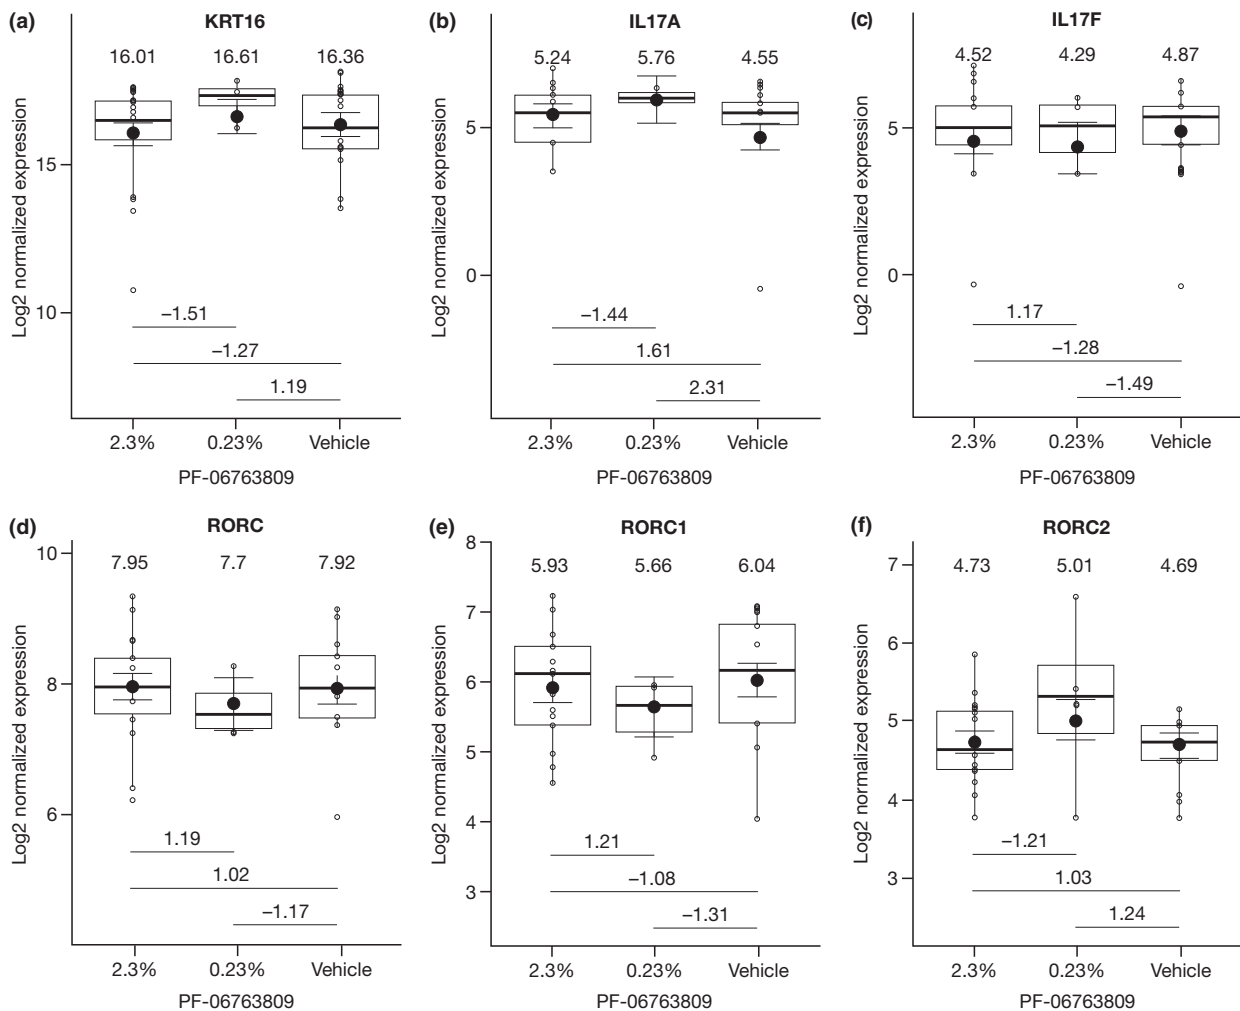 (a) KRT16
16.01 16.61 16.36
Log2 normalized expression
15
10
−1.51
−1.27
1.19
2.3% 0.23% Vehicle
PF-06763809
(b) IL17A
5.24 5.76 4.55
Log2 normalized expression
5
0
−1.44
1.61
2.31
2.3% 0.23% Vehicle
PF-06763809
(c) IL17F
4.52 4.29 4.87
Log2 normalized expression
5
0
1.17
−1.28
−1.49
2.3% 0.23% Vehicle
PF-06763809
(d) RORC
10
7.95 7.7 7.92
Log2 normalized expression
8
6
1.19
1.02
−1.17
2.3% 0.23% Vehicle
PF-06763809
(e) RORC1
8
5.93 5.66 6.04
Log2 normalized expression
7
6
5
4
1.21
−1.08
3
−1.31
2.3% 0.23% Vehicle
PF-06763809
(f) RORC2
7
4.73 5.01 4.69
Log2 normalized expression
6
5
4
−1.21
3
1.03
1.24
2.3% 0.23% Vehicle
PF-06763809